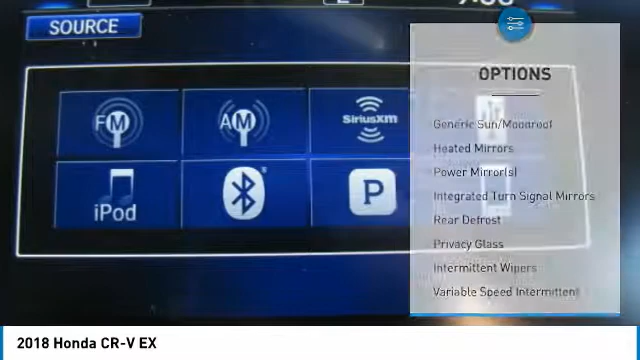 SOURCE
OPTIONS
FM
AM
SiriusXM
Generic Sun/Moonroof
Heated Mirrors
Power Mirror(s)
iPod
P
Integrated Turn Signal Mirrors
Rear Defrost
Privacy Glass
Intermittent Wipers
Variable Speed Intermittent
2018 Honda CR-V EX